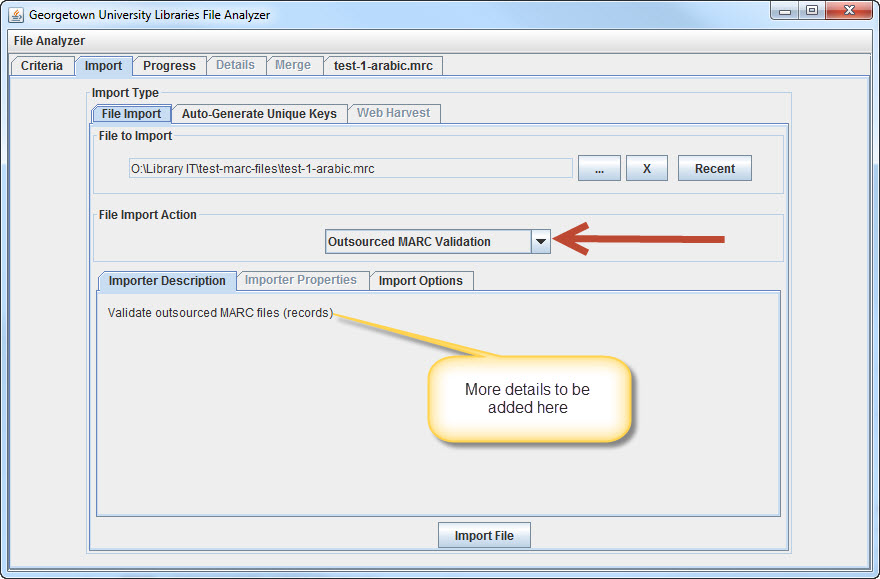 Georgetown University Libraries File Analyzer
File Analyzer
Criteria Import Progress Details Merge test-1-arabic.mrc
Import Type
File Import Auto-Generate Unique Keys Web Harvest
File to Import
O:\Library IT\test-marc-files\test-1-arabic.mrc ... X Recent
File Import Action
Outsourced MARC Validation
Importer Description Importer Properties Import Options
Validate outsourced MARC files (records)
More details to be
added here
Import File